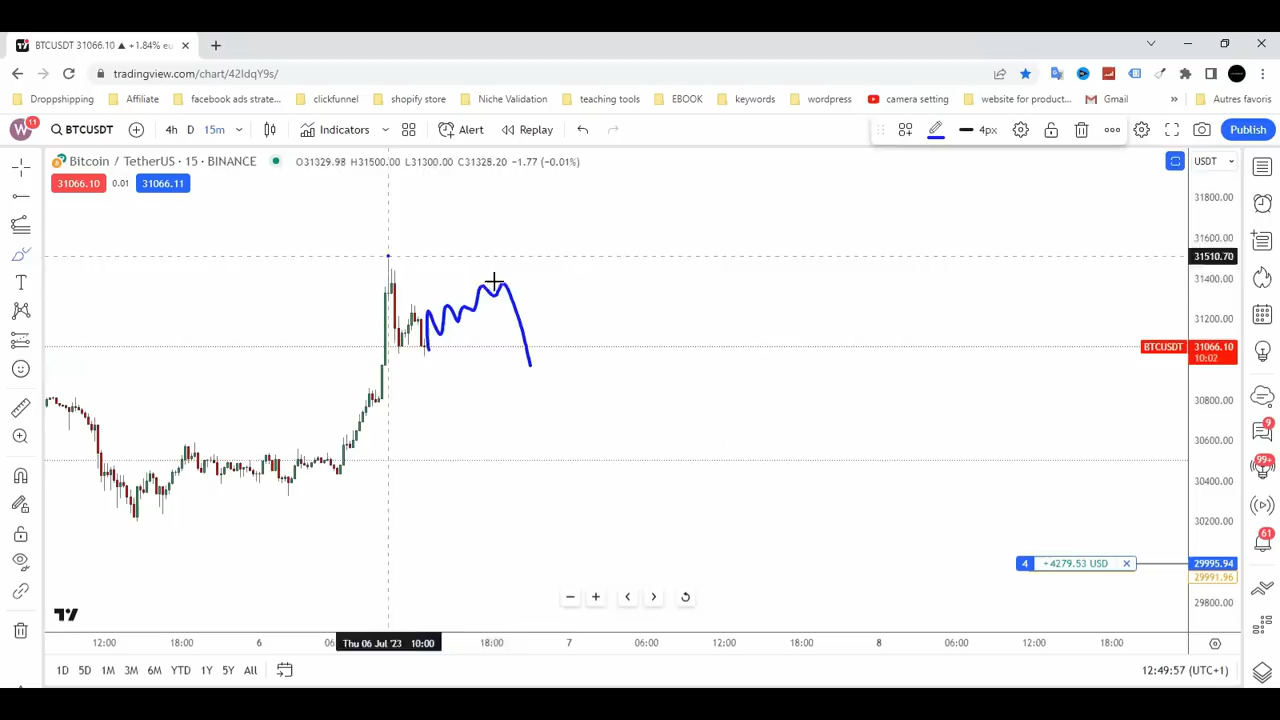 BTCUSDT 31066.10 ▲ +1.84% eu
tradingview.com/chart/42IdqY9s/
Droppshipping Affiliate facebook ads strate... clickfunnel shopify store Niche Validation teaching tools EBOOK keywords wordpress camera setting website for product... Gmail » Autres favoris
W 11 BTCUSDT 4h D 15m Indicators Alert Replay 4px Publish
Bitcoin / TetherUS · 15 · BINANCE O31329.98 H31500.00 L31300.00 C31328.20 −1.77 (−0.01%) USDT
31066.10 0.01 31066.11
31800.00
31600.00
31510.70
31400.00
31200.00
BTCUSDT 31066.10
10:02
30800.00
30600.00
30400.00
30200.00
4 +4279.53 USD 29995.94
29991.96
29800.00
9
99+
61
12:00 18:00 6 06: Thu 06 Jul '23 10:00 18:00 7 06:00 12:00 18:00 8 06:00 12:00 18:00
1D 5D 1M 3M 6M YTD 1Y 5Y All 12:49:57 (UTC+1)